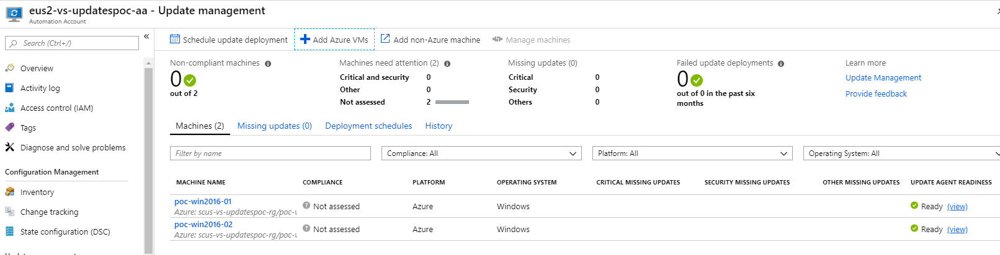 eus2-vs-updatespoc-aa - Update management
Automation Account
Search (Ctrl+/)
«
Overview
Activity log
Access control (IAM)
Tags
Diagnose and solve problems
Configuration Management
Inventory
Change tracking
State configuration (DSC)
Schedule update deployment
Add Azure VMs
Add non-Azure machine
Manage machines
Non-compliant machines
0
out of 2
Machines need attention (2)
Critical and security 0
Other 0
Not assessed 2
Missing updates (0)
Critical 0
Security 0
Others 0
Failed update deployments
0
out of 0 in the past six
months
Learn more
Update Management
Provide feedback
Machines (2) Missing updates (0) Deployment schedules History
Filter by name Compliance: All Platform: All Operating System: All
MACHINE NAME COMPLIANCE PLATFORM OPERATING SYSTEM CRITICAL MISSING UPDATES SECURITY MISSING UPDATES OTHER MISSING UPDATES UPDATE AGENT READINESS
poc-win2016-01
Azure: scus-vs-updatespoc-rg/poc- Not assessed Azure Windows Ready (view)
poc-win2016-02
Azure: scus-vs-updatespoc-rg/poc- Not assessed Azure Windows Ready (view)